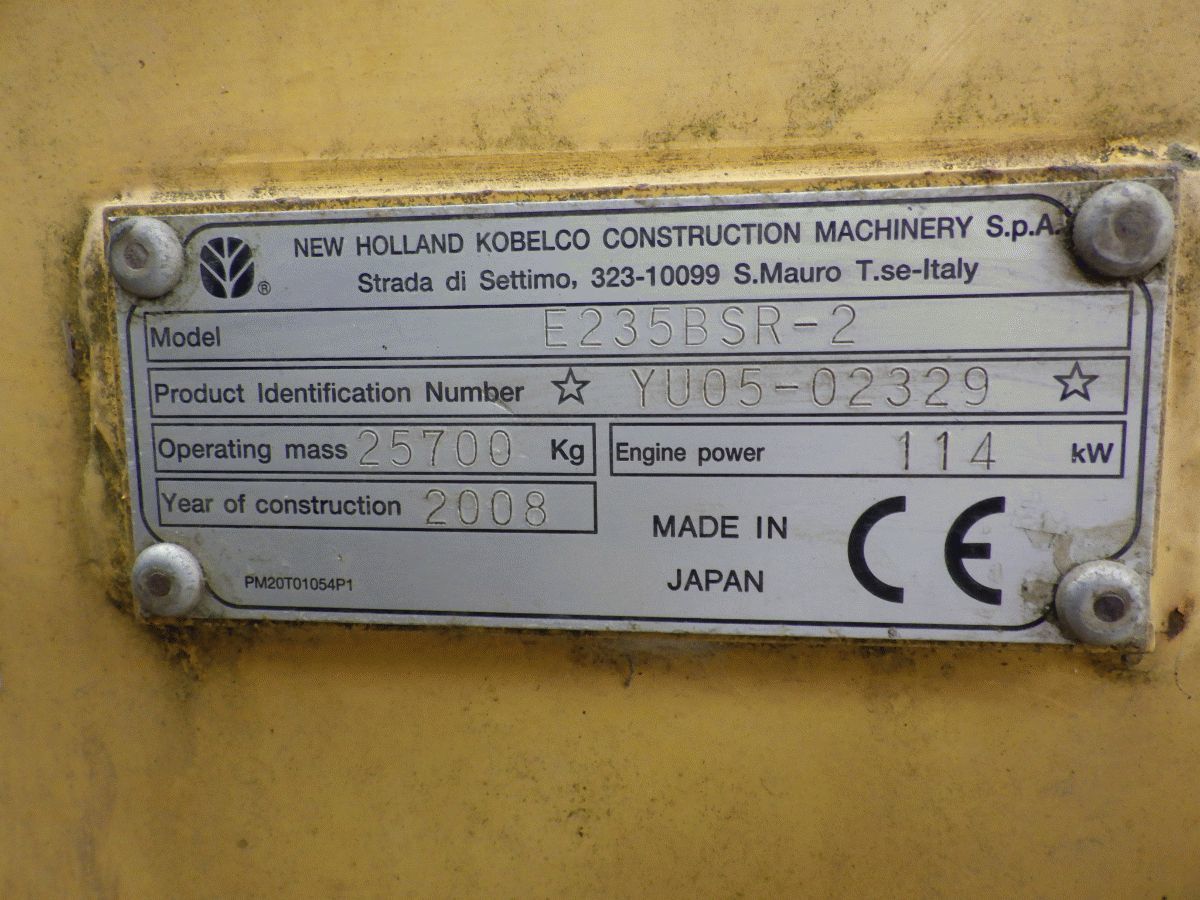 NEW HOLLAND KOBELCO CONSTRUCTION MACHINERY S.p.A.
Strada di Settimo, 323-10099 S.Mauro T.se-Italy
®
Model E235BSR-2
Product Identification Number ☆ YU05-02329 ☆
Operating mass 25700 Kg Engine power 114 kW
Year of construction 2008
MADE IN
JAPAN
CE
PM20T01054P1